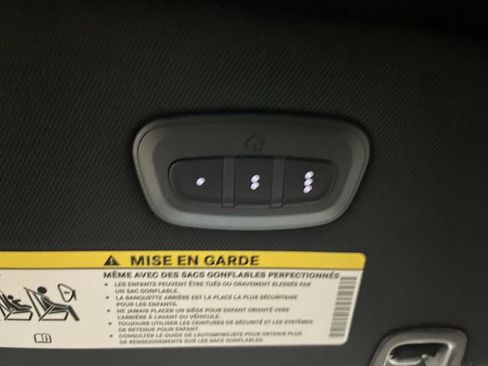 MISE EN GARDE
MÊME AVEC DES SACS GONFLABLES PERFECTIONNÉS
• LES ENFANTS PEUVENT ÊTRE TUÉS OU GRAVEMENT BLESSÉS PAR
UN SAC GONFLABLE.
• LA BANQUETTE ARRIÈRE EST LA PLACE LA PLUS SÉCURITAIRE
POUR LES ENFANTS.
• NE JAMAIS PLACER UN SIÈGE POUR ENFANT ORIENTÉ VERS
L'ARRIÈRE À L'AVANT DU VÉHICULE.
• TOUJOURS UTILISER LES CEINTURES DE SÉCURITÉ ET LES SYSTÈMES
DE RETENUE POUR ENFANT.
• CONSULTER LE GUIDE DE L'AUTOMOBILISTE POUR OBTENIR PLUS
DE RENSEIGNEMENTS SUR LES SACS GONFLABLES.